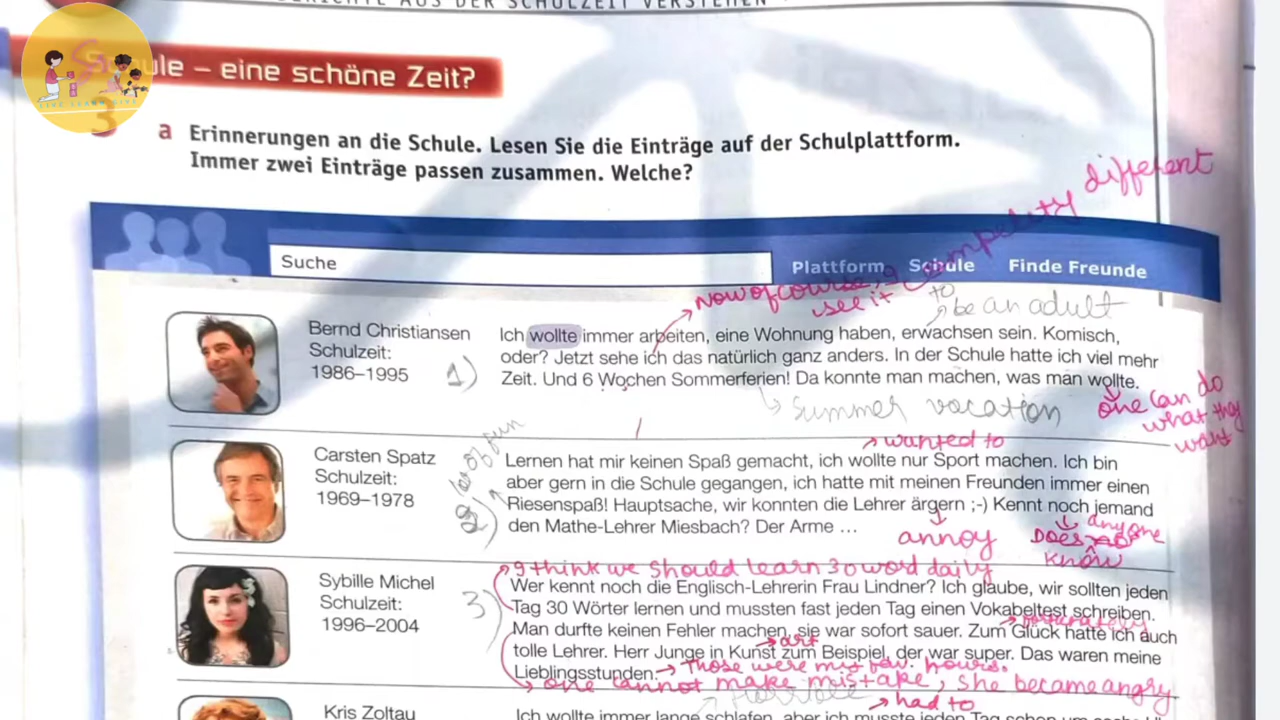 GERICHTE AUS DER SCHULZEIT VERSTEHEN
Schule – eine schöne Zeit?
3
a Erinnerungen an die Schule. Lesen Sie die Einträge auf der Schulplattform.
Immer zwei Einträge passen zusammen. Welche?
different
completely
Suche
Plattform Schule Finde Freunde
Now of course, I
see it
to
be an adult
Bernd Christiansen
Schulzeit:
1986–1995
1)
Ich wollte immer arbeiten, eine Wohnung haben, erwachsen sein. Komisch,
oder? Jetzt sehe ich das natürlich ganz anders. In der Schule hatte ich viel mehr
Zeit. Und 6 Wochen Sommerferien! Da konnte man machen, was man wollte.
summer vacation
one can do
what they
want
wanted to
Carsten Spatz
Schulzeit:
1969–1978
of fun
2)
Lernen hat mir keinen Spaß gemacht, ich wollte nur Sport machen. Ich bin
aber gern in die Schule gegangen, ich hatte mit meinen Freunden immer einen
Riesenspaß! Hauptsache, wir konnten die Lehrer ärgern ;-) Kennt noch jemand
den Mathe-Lehrer Miesbach? Der Arme ...
annoy
Does anyone
know
I think we should learn 30 word daily
Sybille Michel
Schulzeit:
1996–2004
3)
Wer kennt noch die Englisch-Lehrerin Frau Lindner? Ich glaube, wir sollten jeden
Tag 30 Wörter lernen und mussten fast jeden Tag einen Vokabeltest schreiben.
Man durfte keinen Fehler machen, sie war sofort sauer. Zum Glück hatte ich auch
art
tolle Lehrer. Herr Junge in Kunst zum Beispiel, der war super. Das waren meine
Lieblingsstunden.
Those were my fav. hours.
one cannot make mistake, she became angry
had to
Kris Zoltau
Ich wollte immer lange schlafen, aber ich musste jeden Tag schon um